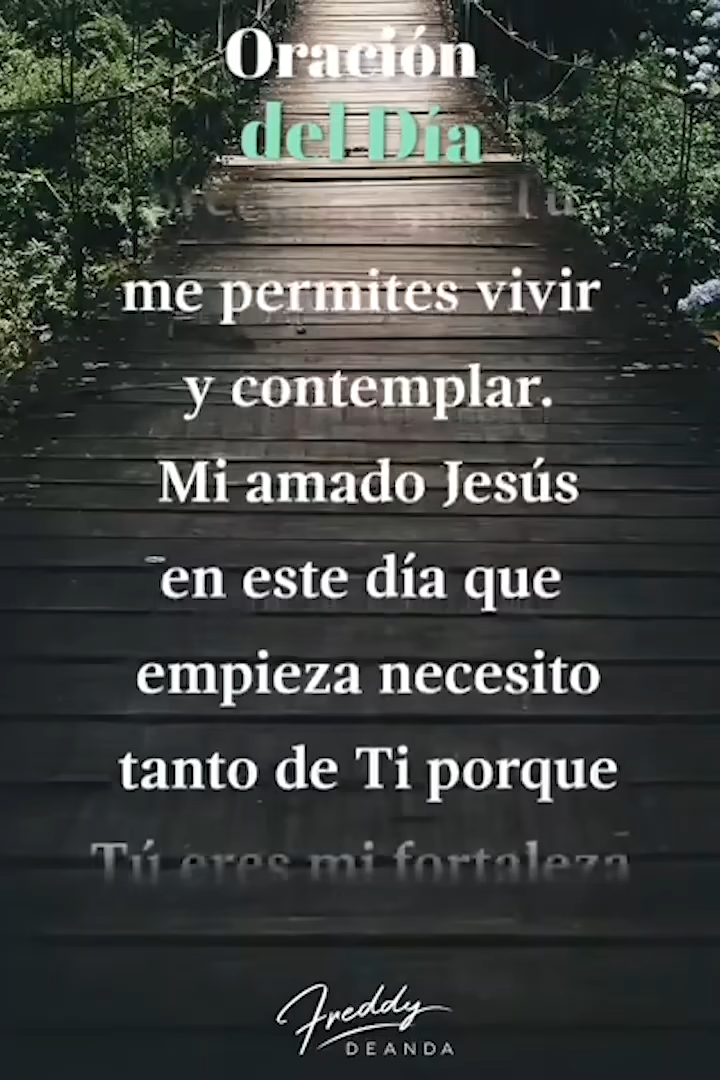 Oración
del Día
Tú
me permites vivir
y contemplar.
Mi amado Jesús
en este día que
empieza necesito
tanto de Ti porque
Tú eres mi fortaleza
Freddy
DEANDA